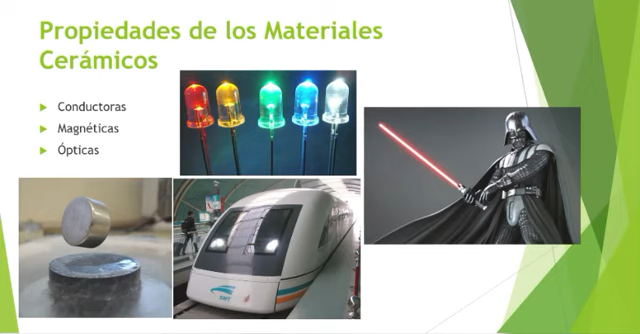 Propiedades de los Materiales
Cerámicos
Conductoras
Magnéticas
Ópticas